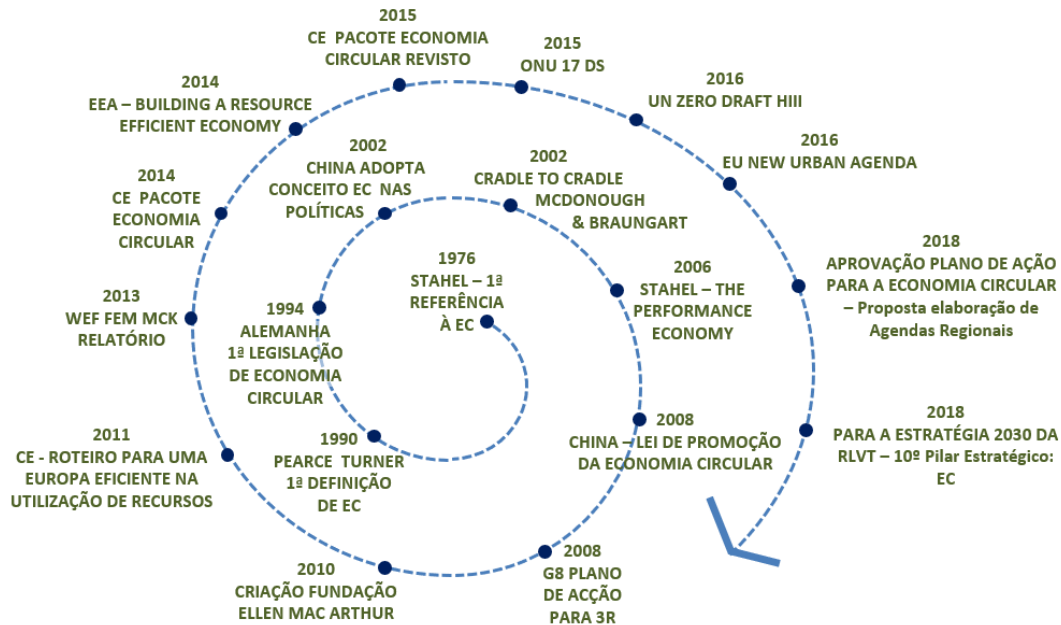 1976
STAHEL – 1ª
REFERÊNCIA
À EC
1990
PEARCE TURNER
1ª DEFINIÇÃO
DE EC
1994
ALEMANHA
1ª LEGISLAÇÃO
DE ECONOMIA
CIRCULAR
2002
CHINA ADOPTA
CONCEITO EC NAS
POLÍTICAS
2002
CRADLE TO CRADLE
MCDONOUGH
& BRAUNGART
2006
STAHEL – THE
PERFORMANCE
ECONOMY
2008
CHINA – LEI DE PROMOÇÃO
DA ECONOMIA CIRCULAR
2008
G8 PLANO
DE ACÇÃO
PARA 3R
2010
CRIAÇÃO FUNDAÇÃO
ELLEN MAC ARTHUR
2011
CE - ROTEIRO PARA UMA
EUROPA EFICIENTE NA
UTILIZAÇÃO DE RECURSOS
2013
WEF FEM MCK
RELATÓRIO
2014
CE PACOTE
ECONOMIA
CIRCULAR
2014
EEA – BUILDING A RESOURCE
EFFICIENT ECONOMY
2015
CE PACOTE ECONOMIA
CIRCULAR REVISTO
2015
ONU 17 DS
2016
UN ZERO DRAFT HIII
2016
EU NEW URBAN AGENDA
2018
APROVAÇÃO PLANO DE AÇÃO
PARA A ECONOMIA CIRCULAR
– Proposta elaboração de
Agendas Regionais
2018
PARA A ESTRATÉGIA 2030 DA
RLVT – 10º Pilar Estratégico:
EC